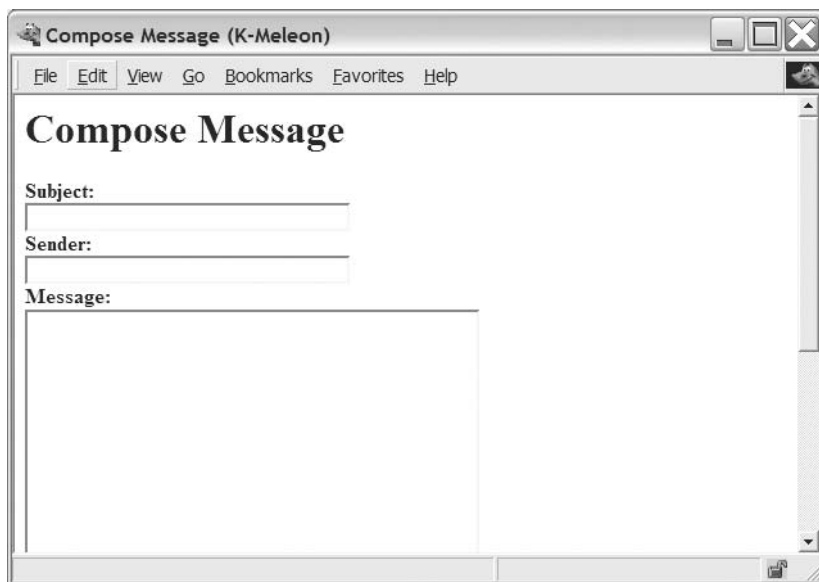 Compose Message (K-Meleon)
File Edit View Go Bookmarks Favorites Help
Compose Message
Subject:
Sender:
Message: